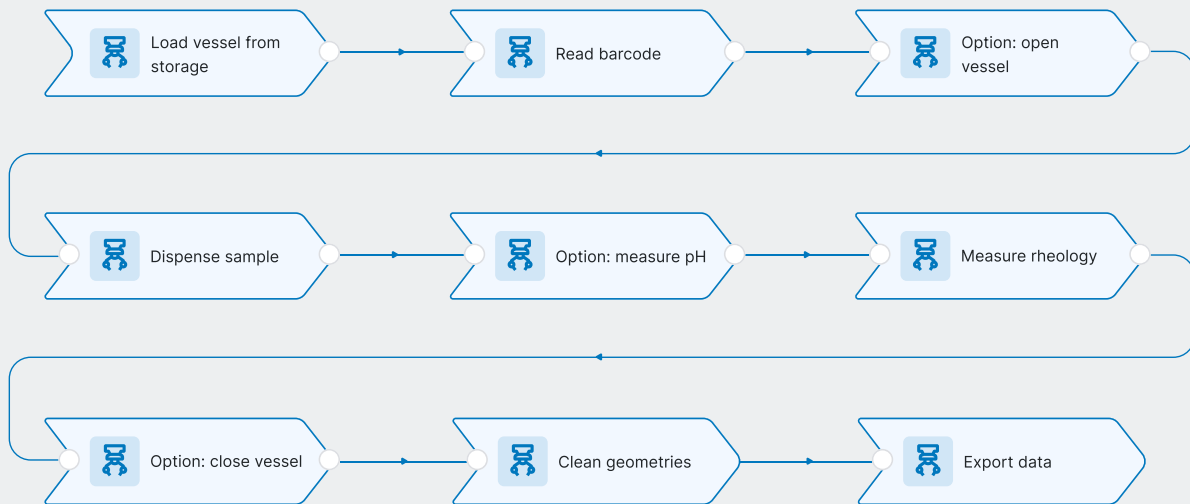 Load vessel from
storage
Read barcode
Option: open
vessel
Dispense sample
Option: measure pH
Measure rheology
Option: close vessel
Clean geometries
Export data